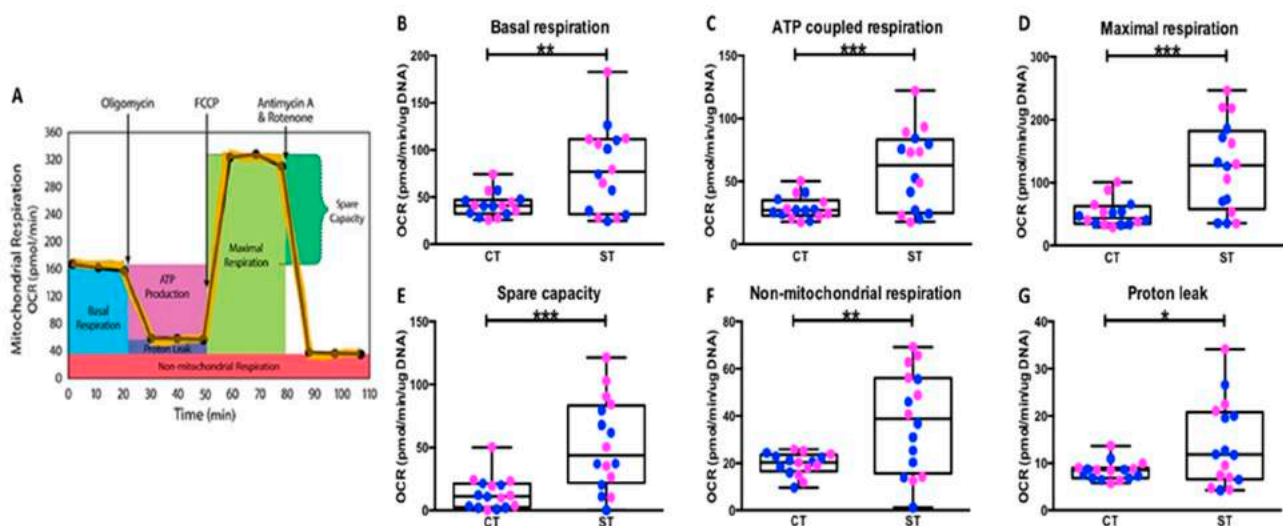 A
Oligomycin
FCCP
Antimycin A
& Rotenone
Mitochondrial Respiration
OCR (pmol/min)
360
320
280
240
200
160
120
80
40
0
Basal
Respiration
ATP
Production
Proton Leak
Maximal
Respiration
Spare
Capacity
Non-mitochondrial Respiration
0 10 20 30 40 50 60 70 80 90 100 110
Time (min)
B
Basal respiration
**
OCR (pmol/min/ug DNA)
200
150
100
50
0
CT ST
C
ATP coupled respiration
***
OCR (pmol/min/ug DNA)
150
100
50
0
CT ST
D
Maximal respiration
***
OCR (pmol/min/ug DNA)
300
200
100
0
CT ST
E
Spare capacity
***
OCR (pmol/min/ug DNA)
150
100
50
0
CT ST
F
Non-mitochondrial respiration
**
OCR (pmol/min/ug DNA)
80
60
40
20
0
CT ST
G
Proton leak
*
OCR (pmol/min/ug DNA)
40
30
20
10
0
CT ST